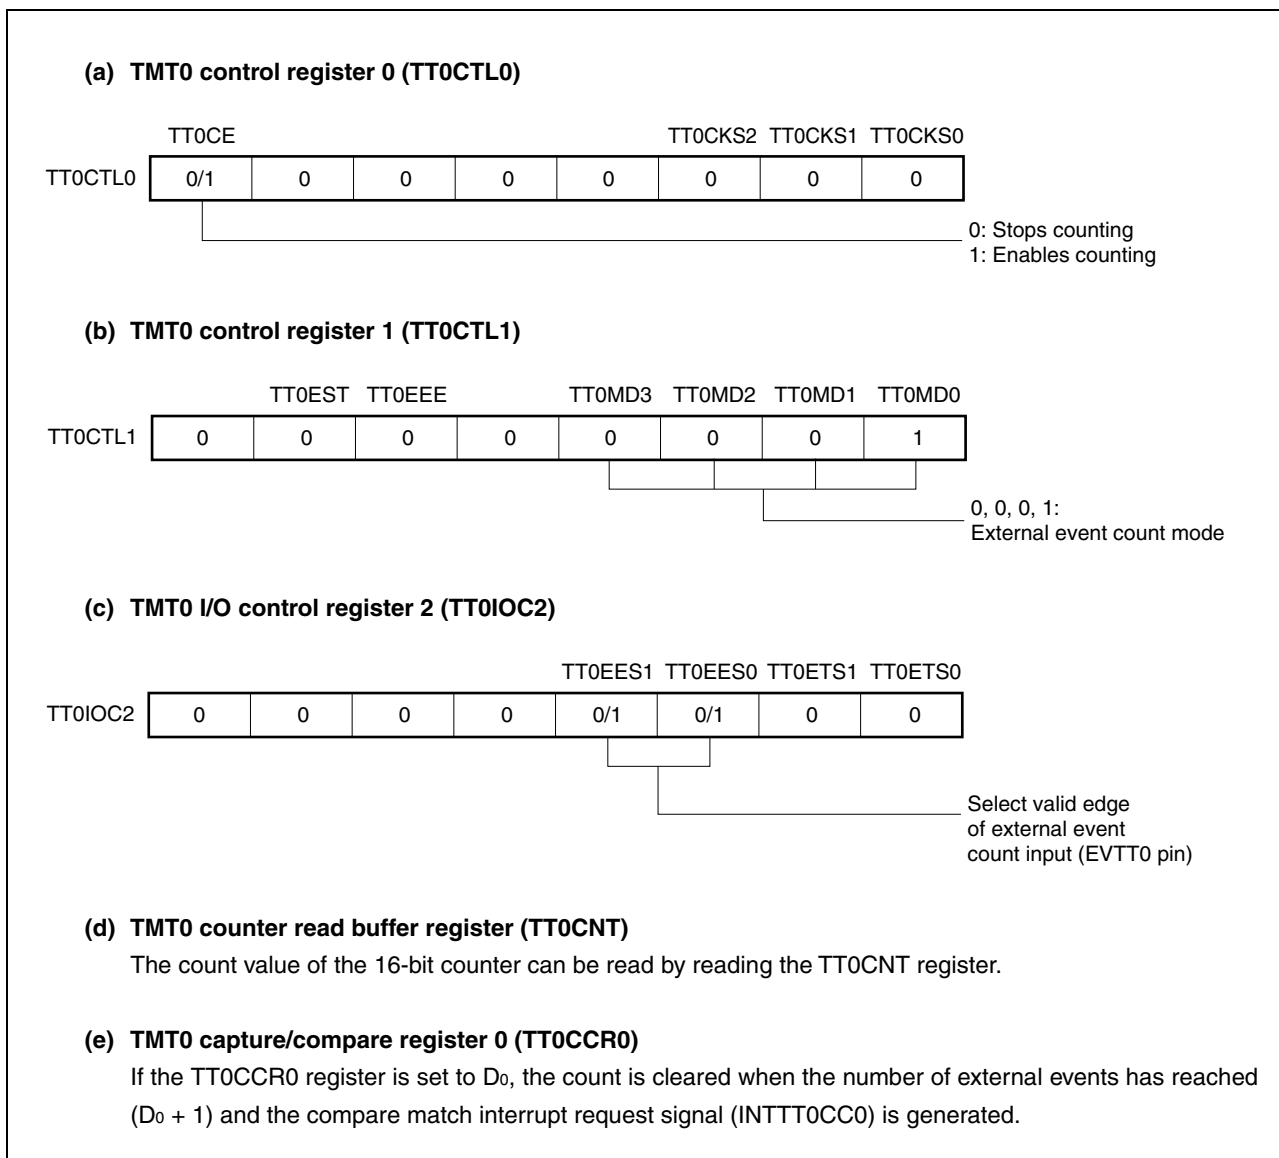 (a) TMT0 control register 0 (TT0CTL0)
TT0CE TT0CKS2 TT0CKS1 TT0CKS0
TT0CTL0 0/1 0 0 0 0 0 0 0
0: Stops counting
1: Enables counting
(b) TMT0 control register 1 (TT0CTL1)
TT0EST TT0EEE TT0MD3 TT0MD2 TT0MD1 TT0MD0
TT0CTL1 0 0 0 0 0 0 0 1
0, 0, 0, 1:
External event count mode
(c) TMT0 I/O control register 2 (TT0IOC2)
TT0EES1 TT0EES0 TT0ETS1 TT0ETS0
TT0IOC2 0 0 0 0 0/1 0/1 0 0
Select valid edge
of external event
count input (EVTT0 pin)
(d) TMT0 counter read buffer register (TT0CNT)
The count value of the 16-bit counter can be read by reading the TT0CNT register.
(e) TMT0 capture/compare register 0 (TT0CCR0)
If the TT0CCR0 register is set to D0, the count is cleared when the number of external events has reached
(D0 + 1) and the compare match interrupt request signal (INTTT0CC0) is generated.